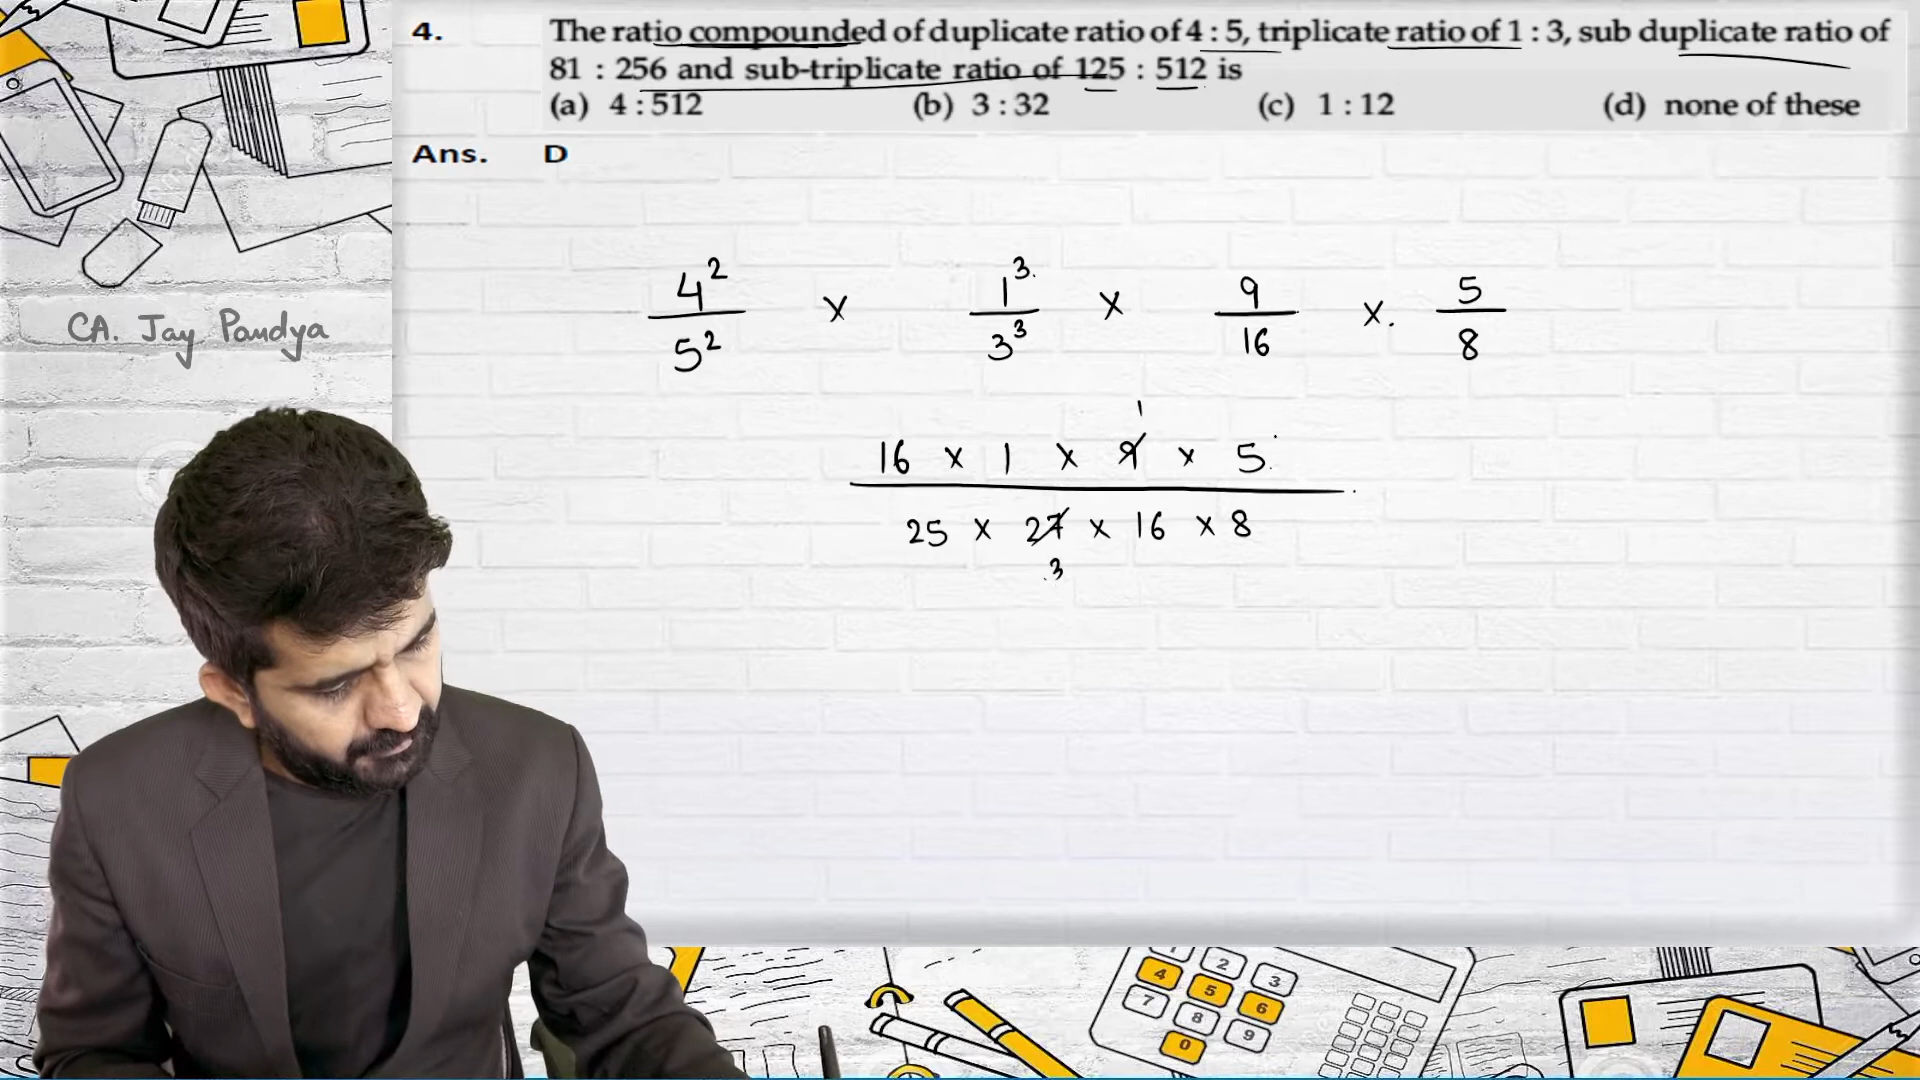 4. The ratio compounded of duplicate ratio of 4 : 5, triplicate ratio of 1 : 3, sub duplicate ratio of
81 : 256 and sub-triplicate ratio of 125 : 512 is
(a) 4 : 512 (b) 3 : 32 (c) 1 : 12 (d) none of these
Ans. D
4² × 1³ × 9 ×. 5
5² 3³ 16 8
CA. Jay Pandya
1
16 × 1 × 9 × 5
25 × 27 × 16 × 8
3
1 2 3
4 5 6
7 8 9
0